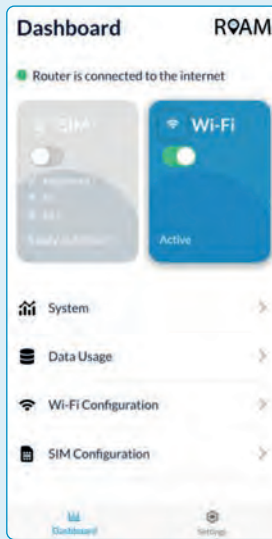 Dashboard
ROAM
Router is connected to the internet
SIM
Wi-Fi
Active
System
Data Usage
Wi-Fi Configuration
SIM Configuration
Dashboard
Settings